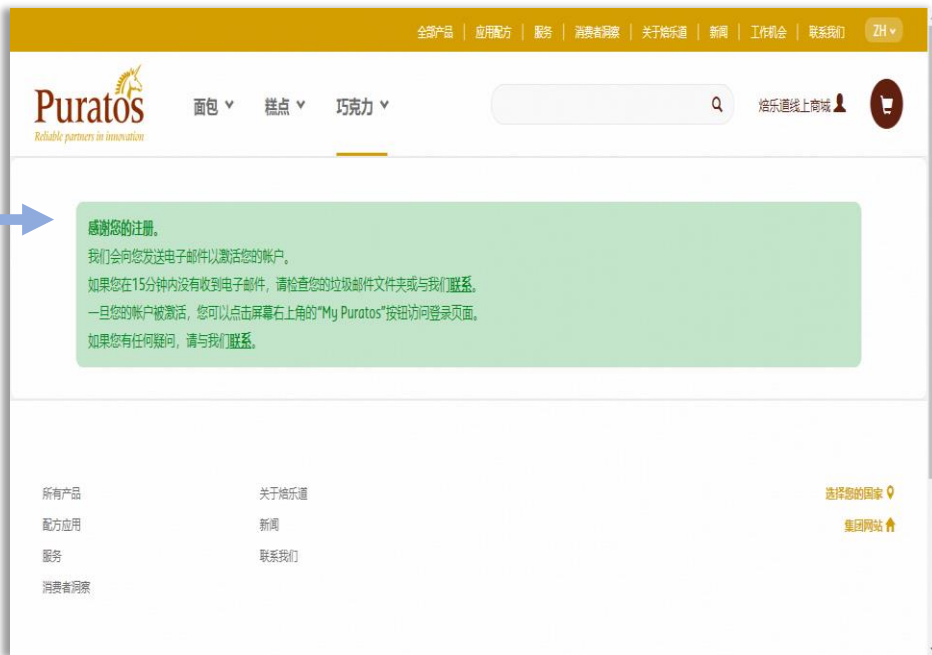 全部产品 | 应用配方 | 服务 | 消费者洞察 | 关于焙乐道 | 新闻 | 工作机会 | 联系我们 ZH
Puratos
Reliable partners in innovation
面包 糕点 巧克力
焙乐道线上商城
感谢您的注册。
我们会向您发送电子邮件以激活您的帐户。
如果您在15分钟内没有收到电子邮件，请检查您的垃圾邮件文件夹或与我们联系。
一旦您的帐户被激活，您可以点击屏幕右上角的“My Puratos”按钮访问登录页面。
如果您有任何疑问，请与我们联系。
所有产品 关于焙乐道 选择您的国家
配方应用 新闻 集团网站
服务 联系我们
消费者洞察